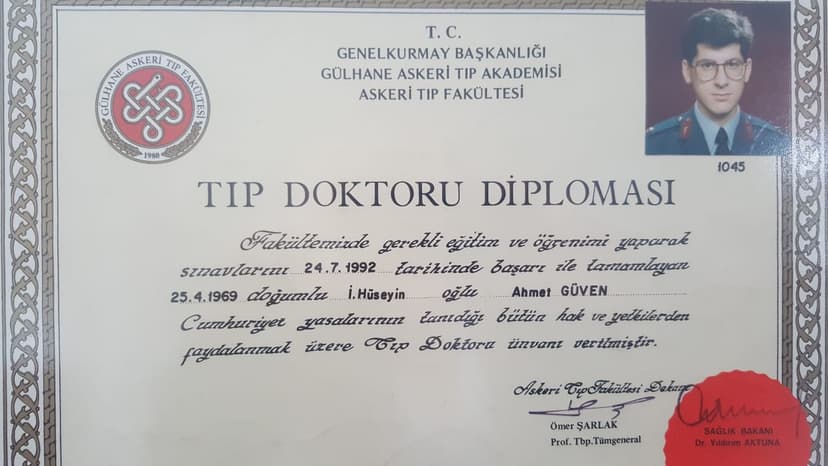 T. C.
GENELKURMAY BAŞKANLIĞI
GÜLHANE ASKERİ TIP AKADEMİSİ
ASKERİ TIP FAKÜLTESİ
GÜLHANE ASKERİ TIP FAKÜLTESİ
1980
1045
TIP DOKTORU DİPLOMASI
Fakültemizde gerekli eğitim ve öğrenimi yaparak
sınavlarını 24.7.1992 tarihinde başarı ile tamamlayan
25.4.1969 doğumlu İ.Hüseyin oğlu Ahmet GÜVEN
Cumhuriyet yasalarının tanıdığı bütün hak ve yetkilerden
faydalanmak üzere Tıp Doktoru ünvanı verilmiştir.
Askeri Tıp Fakültesi Dekanı
Ömer ŞARLAK
Prof. Tbp. Tümgeneral
SAĞLIK BAKANI
Dr. Yıldırım AKTUNA